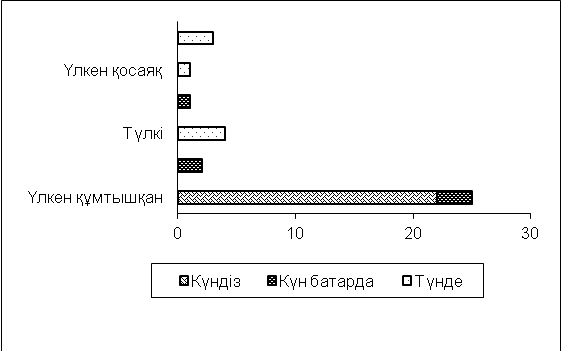 Үлкен қосаяқ
Түлкі
Үлкен құмтышқан
0 10 20 30
Күндіз Күн батарда Түнде